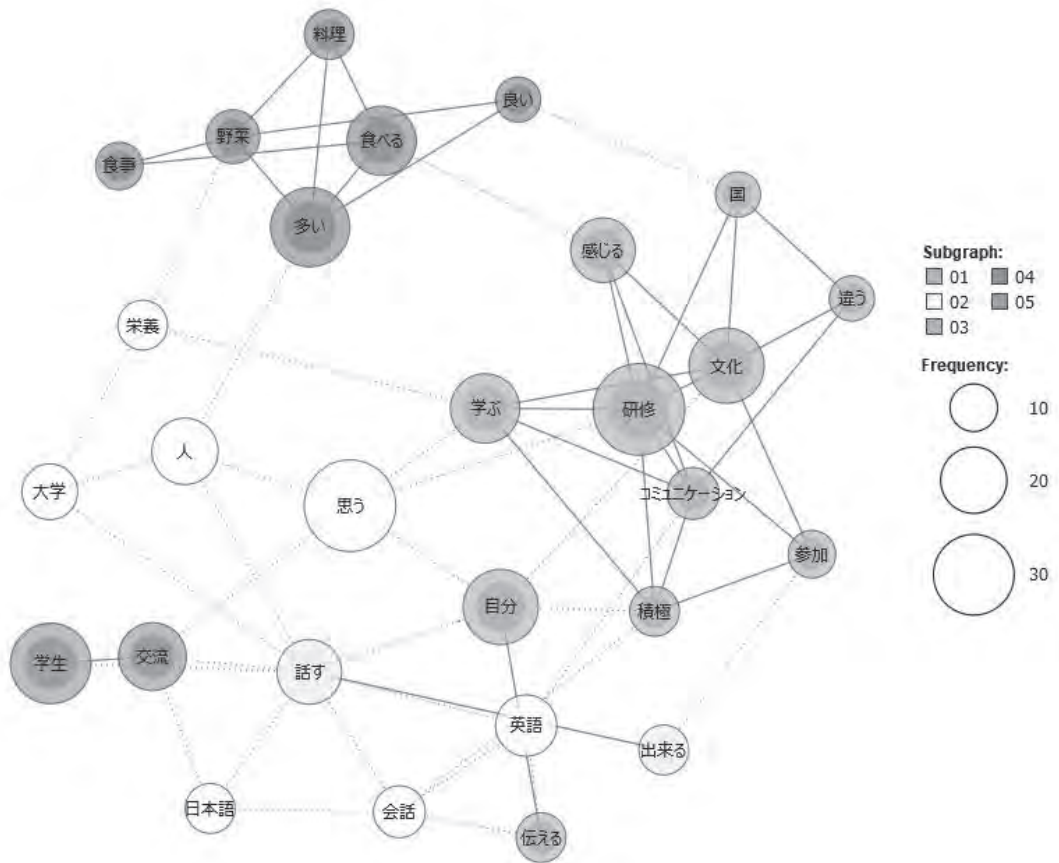 料理
良い
野菜
食べる
食事
多い
国
感じる
違う
栄養
文化
学ぶ
研修
人
大学
思う
コミュニケーション
参加
自分
積極
学生
交流
話す
英語
出来る
日本語
会話
伝える
Subgraph:
01 04
02 05
03
Frequency:
10
20
30